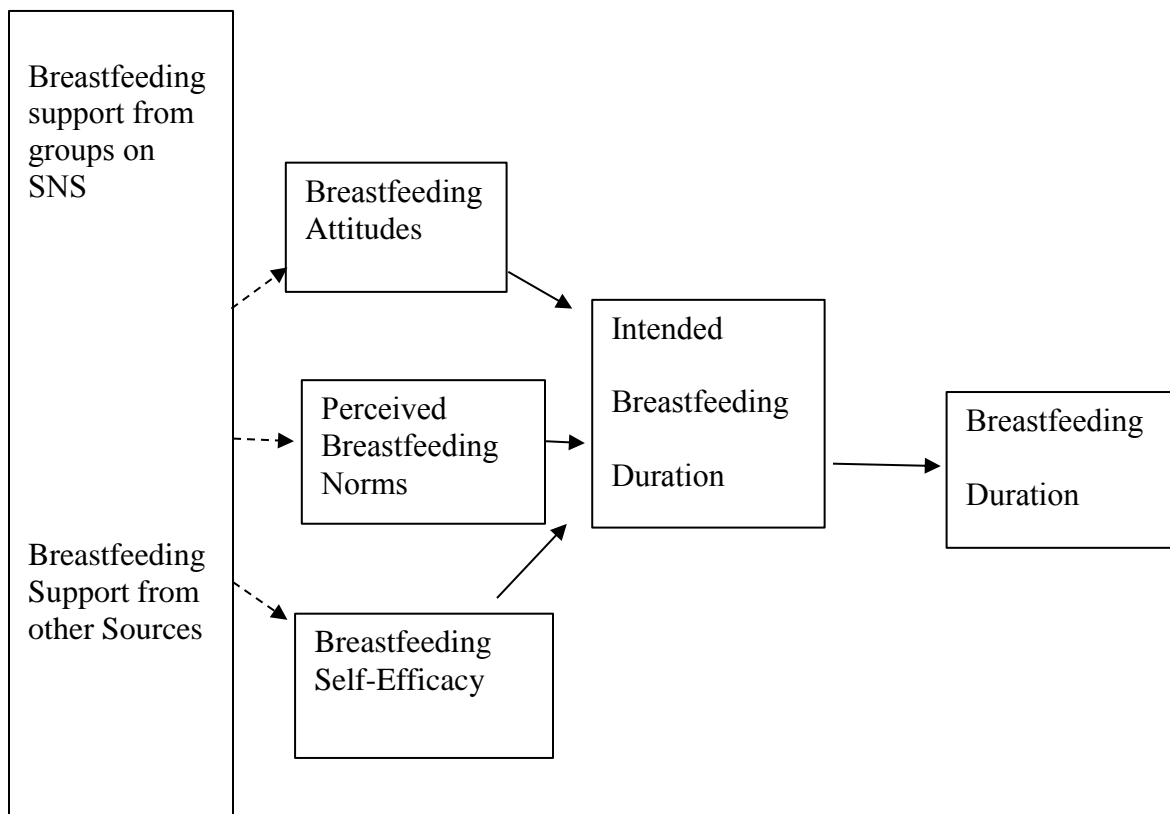 Breastfeeding
support from
groups on
SNS
Breastfeeding
Support from
other Sources
Breastfeeding
Attitudes
Perceived
Breastfeeding
Norms
Breastfeeding
Self-Efficacy
Intended
Breastfeeding
Duration
Breastfeeding
Duration